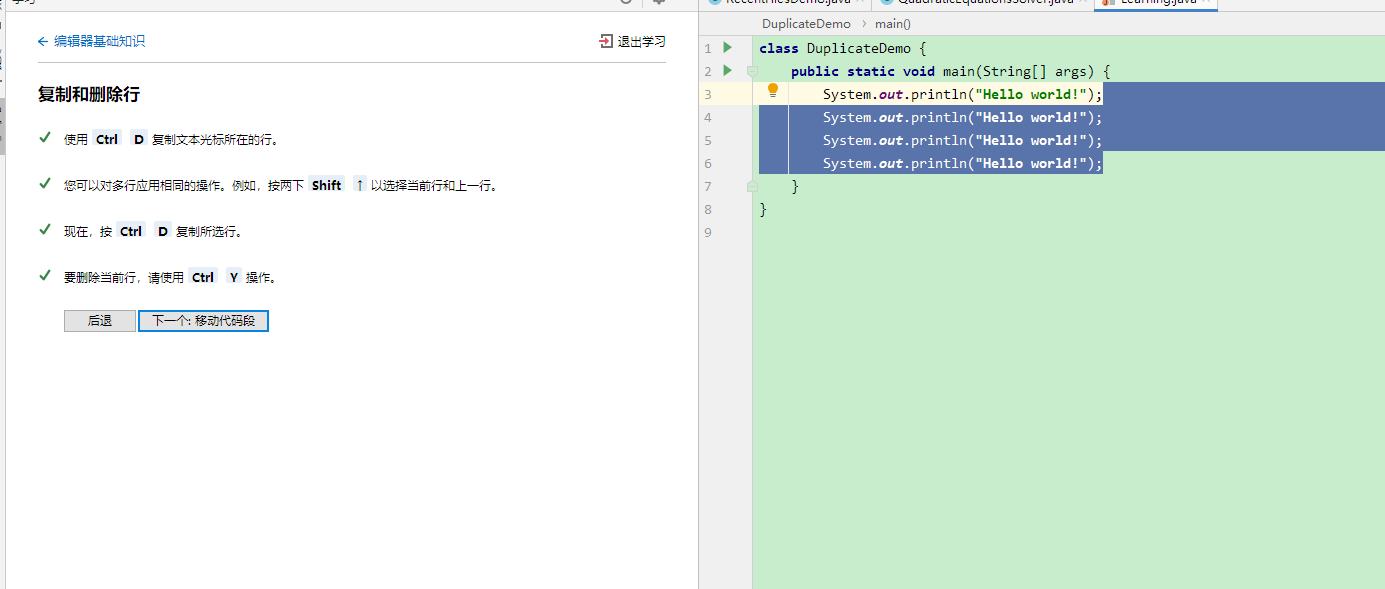 学习
编辑器基础知识
退出学习
复制和删除行
使用 Ctrl D 复制文本光标所在的行。
您可以对多行应用相同的操作。例如，按两下 Shift ↑ 以选择当前行和上一行。
现在，按 Ctrl D 复制所选行。
要删除当前行，请使用 Ctrl Y 操作。
后退
下一个: 移动代码段
RecentFilesDemo.java
QuadraticEquationsSolver.java
Learning.java
DuplicateDemo
main()
1 class DuplicateDemo {
2 public static void main(String[] args) {
3 System.out.println("Hello world!");
4 System.out.println("Hello world!");
5 System.out.println("Hello world!");
6 System.out.println("Hello world!");
7 }
8 }
9